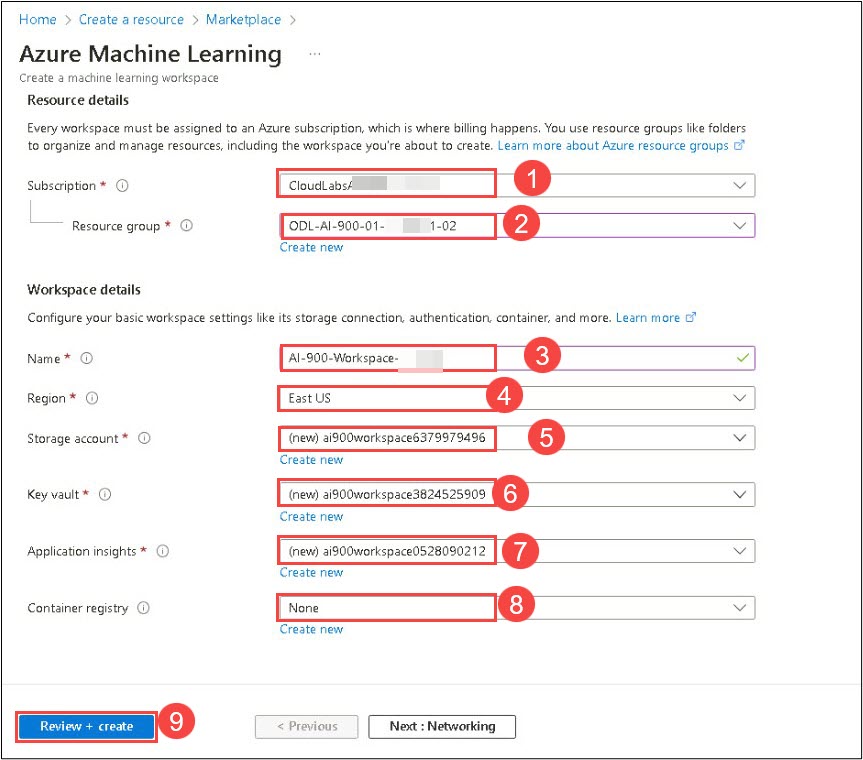 Home > Create a resource > Marketplace >
Azure Machine Learning ...
Create a machine learning workspace
Resource details
Every workspace must be assigned to an Azure subscription, which is where billing happens. You use resource groups like folders
to organize and manage resources, including the workspace you're about to create. Learn more about Azure resource groups
Subscription * CloudLabsA 1
Resource group * ODL-AI-900-01- 1-02 2
Create new
Workspace details
Configure your basic workspace settings like its storage connection, authentication, container, and more. Learn more
Name * AI-900-Workspace- 3
Region * East US 4
Storage account * (new) ai900workspace6379979496 5
Create new
Key vault * (new) ai900workspace3824525909 6
Create new
Application insights * (new) ai900workspace0528090212 7
Create new
Container registry None 8
Create new
Review + create 9 < Previous Next : Networking